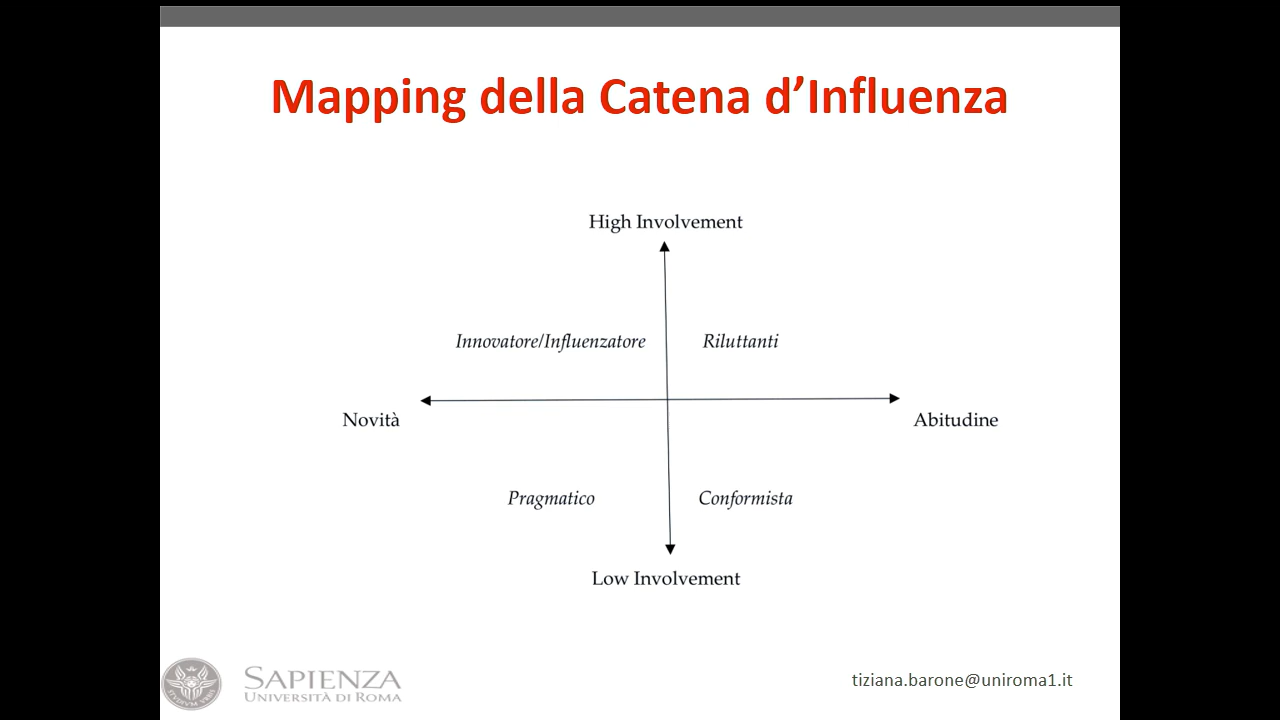 Mapping della Catena d’Influenza
High Involvement
Innovatore/Influenzatore Riluttanti
Novità Abitudine
Pragmatico Conformista
Low Involvement
SAPIENZA
UNIVERSITÀ DI ROMA
tiziana.barone@uniroma1.it